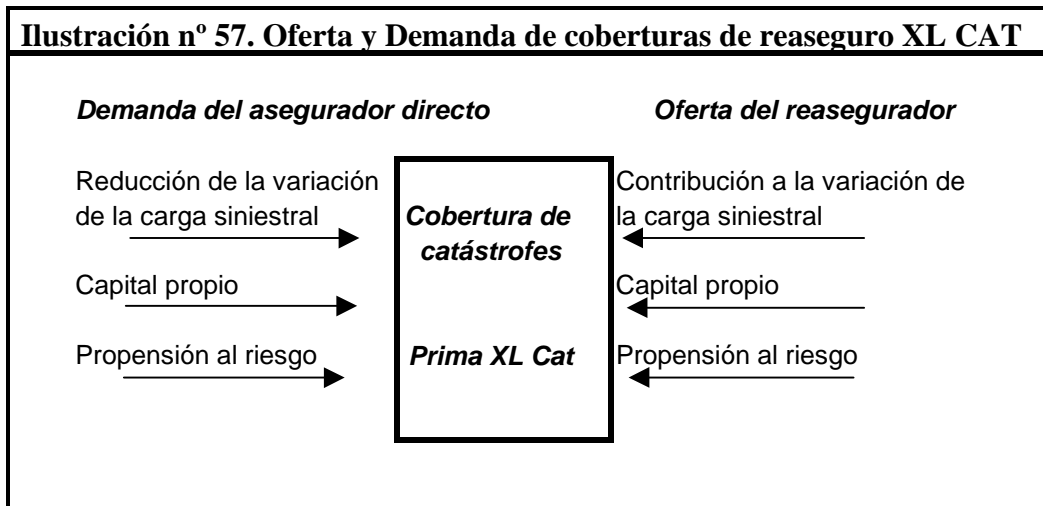 Ilustración nº 57. Oferta y Demanda de coberturas de reaseguro XL CAT
Demanda del asegurador directo
Oferta del reasegurador
Reducción de la variación
de la carga siniestral
Capital propio
Propensión al riesgo
Cobertura de
catástrofes
Prima XL Cat
Contribución a la variación de
la carga siniestral
Capital propio
Propensión al riesgo